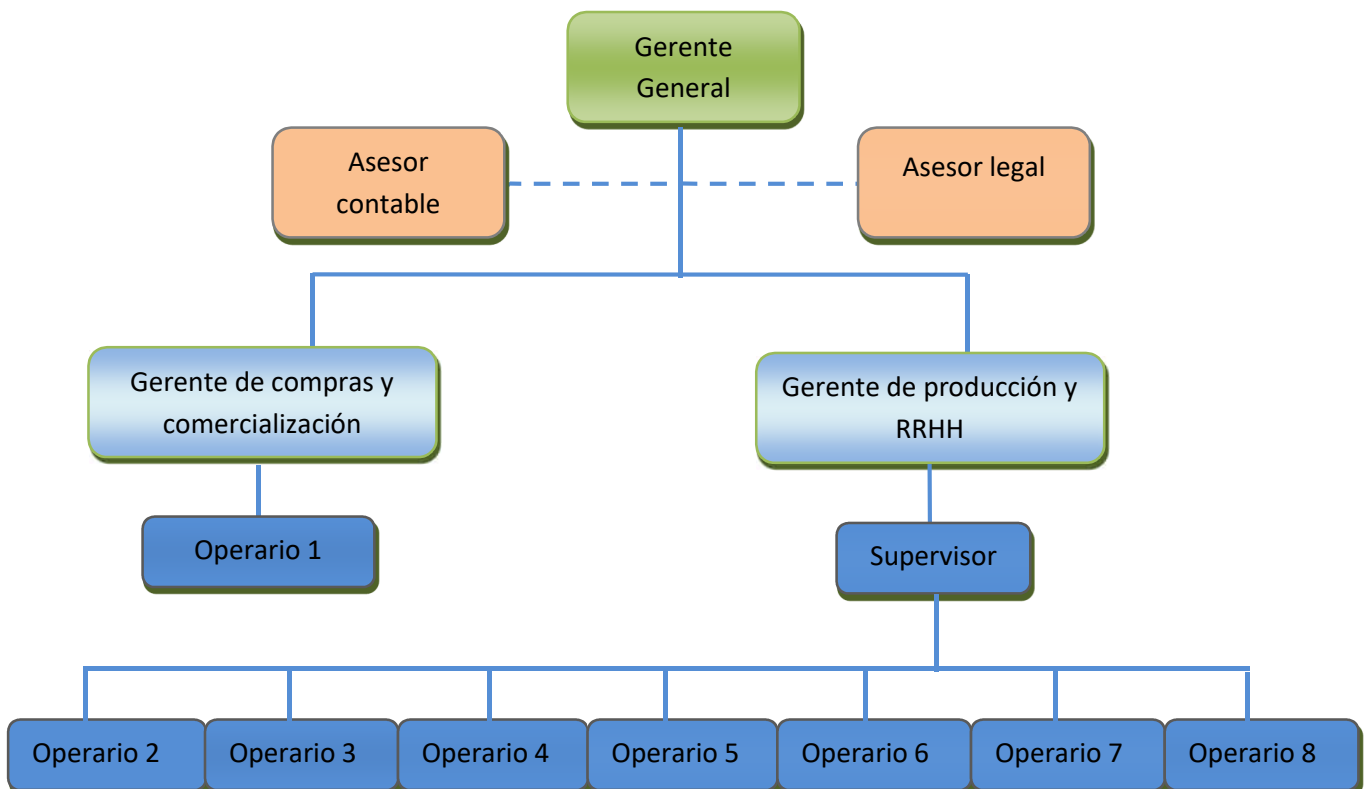 Gerente
General
Asesor
contable
Asesor legal
Gerente de compras y
comercialización
Gerente de producción y
RRHH
Operario 1
Supervisor
Operario 2
Operario 3
Operario 4
Operario 5
Operario 6
Operario 7
Operario 8